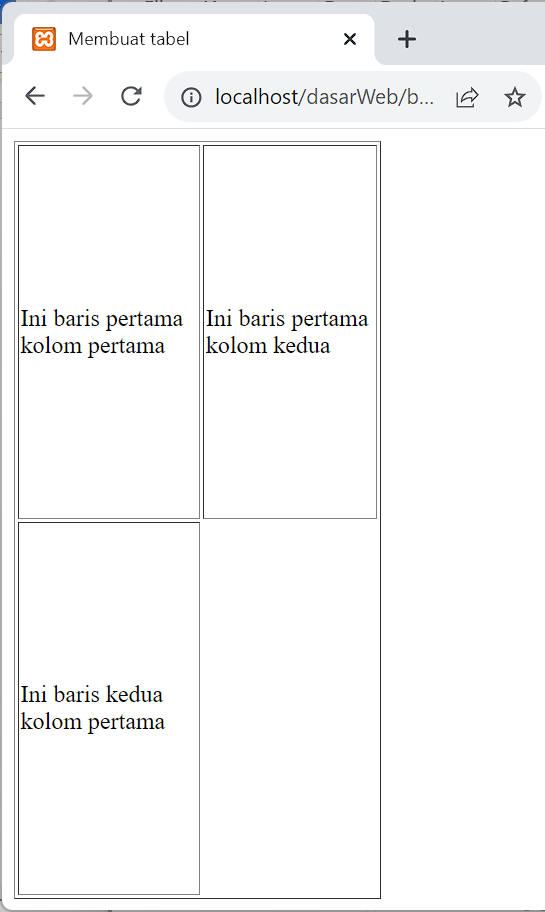 Membuat tabel
localhost/dasarWeb/b...
Ini baris pertama
kolom pertama
Ini baris pertama
kolom kedua
Ini baris kedua
kolom pertama